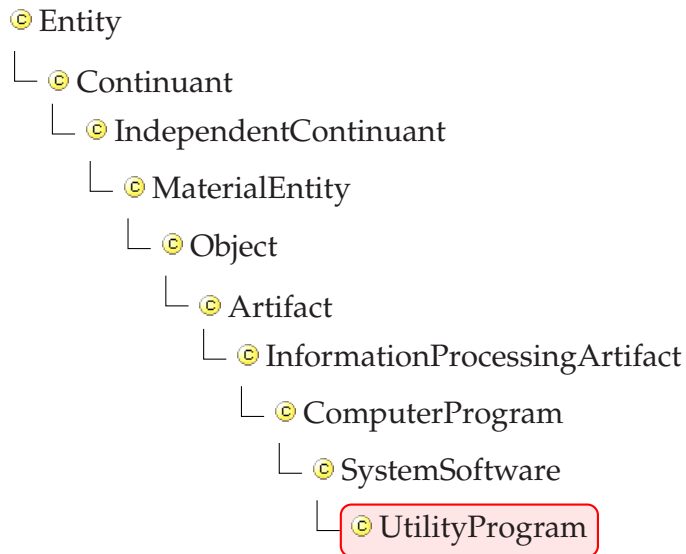 Entity
Continuant
IndependentContinuant
MaterialEntity
Object
Artifact
InformationProcessingArtifact
ComputerProgram
SystemSoftware
UtilityProgram